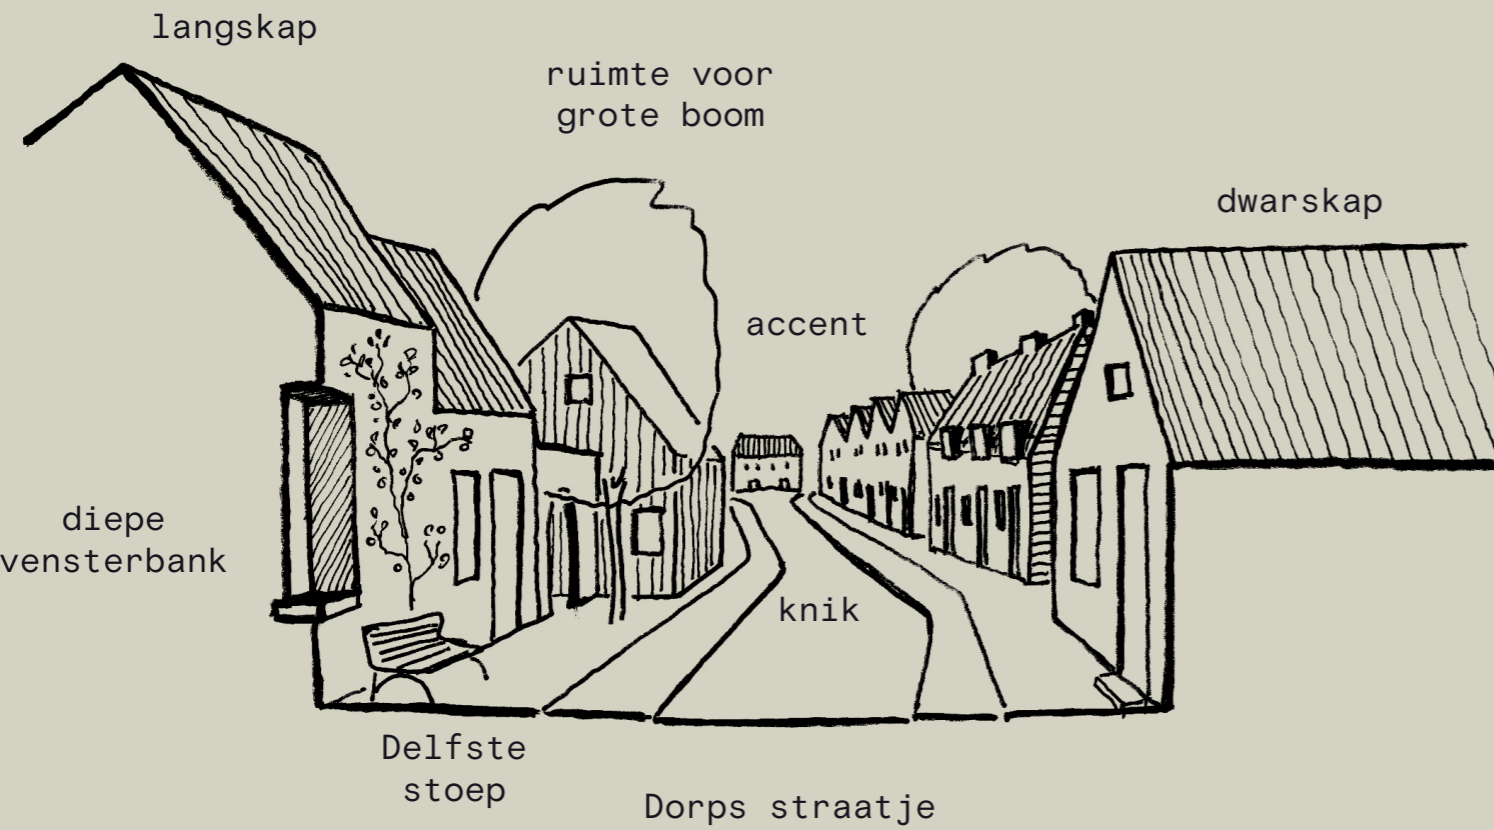 langskap
ruimte voor
grote boom
dwarskap
accent
diepe
vensterbank
knik
Delfste
stoep
Dorps straatje